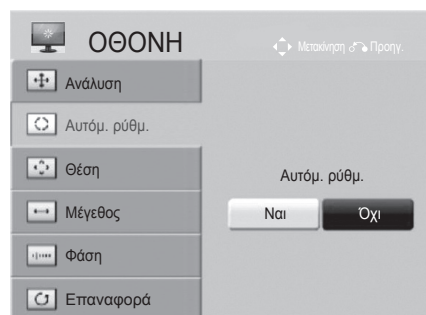 ΟΘΟΝΗ
Μετακίνηση Προηγ.
Ανάλυση
Αυτόμ. ρύθμ.
Θέση
Μέγεθος
Φάση
Επαναφορά
Αυτόμ. ρύθμ.
Ναι Όχι